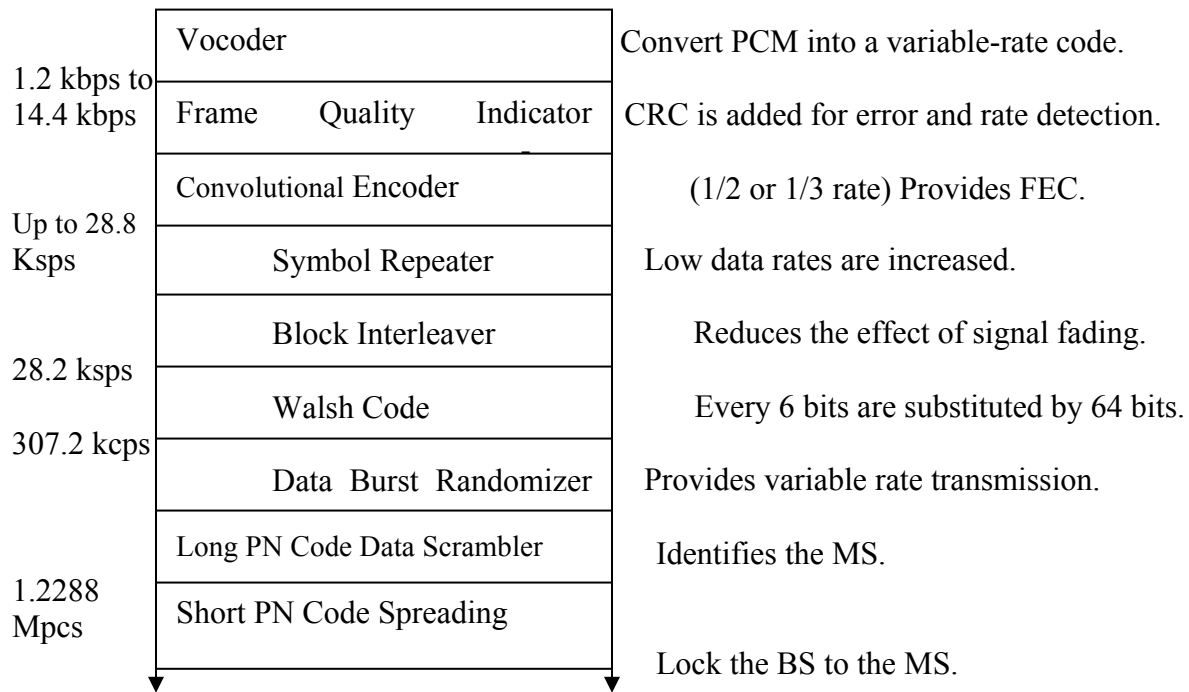 Vocoder
Convert PCM into a variable-rate code.
1.2 kbps to
14.4 kbps
Frame Quality Indicator
CRC is added for error and rate detection.
Convolutional Encoder
(1/2 or 1/3 rate) Provides FEC.
Up to 28.8
Ksps
Symbol Repeater
Low data rates are increased.
Block Interleaver
Reduces the effect of signal fading.
28.2 ksps
Walsh Code
Every 6 bits are substituted by 64 bits.
307.2 kcps
Data Burst Randomizer
Provides variable rate transmission.
Long PN Code Data Scrambler
Identifies the MS.
1.2288
Mpcs
Short PN Code Spreading
Lock the BS to the MS.